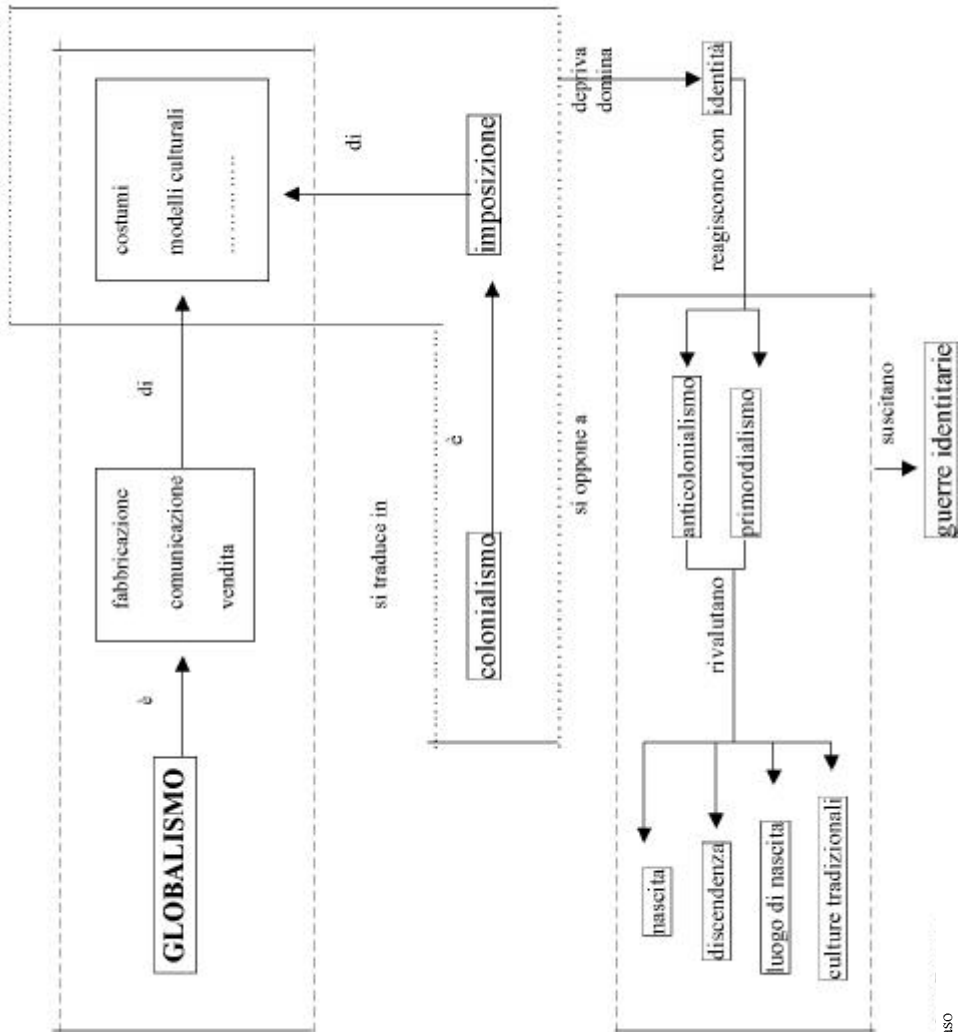 GLOBALISMO
è
fabbricazione
comunicazione
vendita
di
costumi
modelli culturali
…………
si traduce in
di
colonialismo
è
imposizione
si oppone a
depriva
domina
identità
reagiscono con
anticolonialismo
primordialismo
rivalutano
nascita
discendenza
luogo di nascita
culture tradizionali
suscitano
guerre identitarie